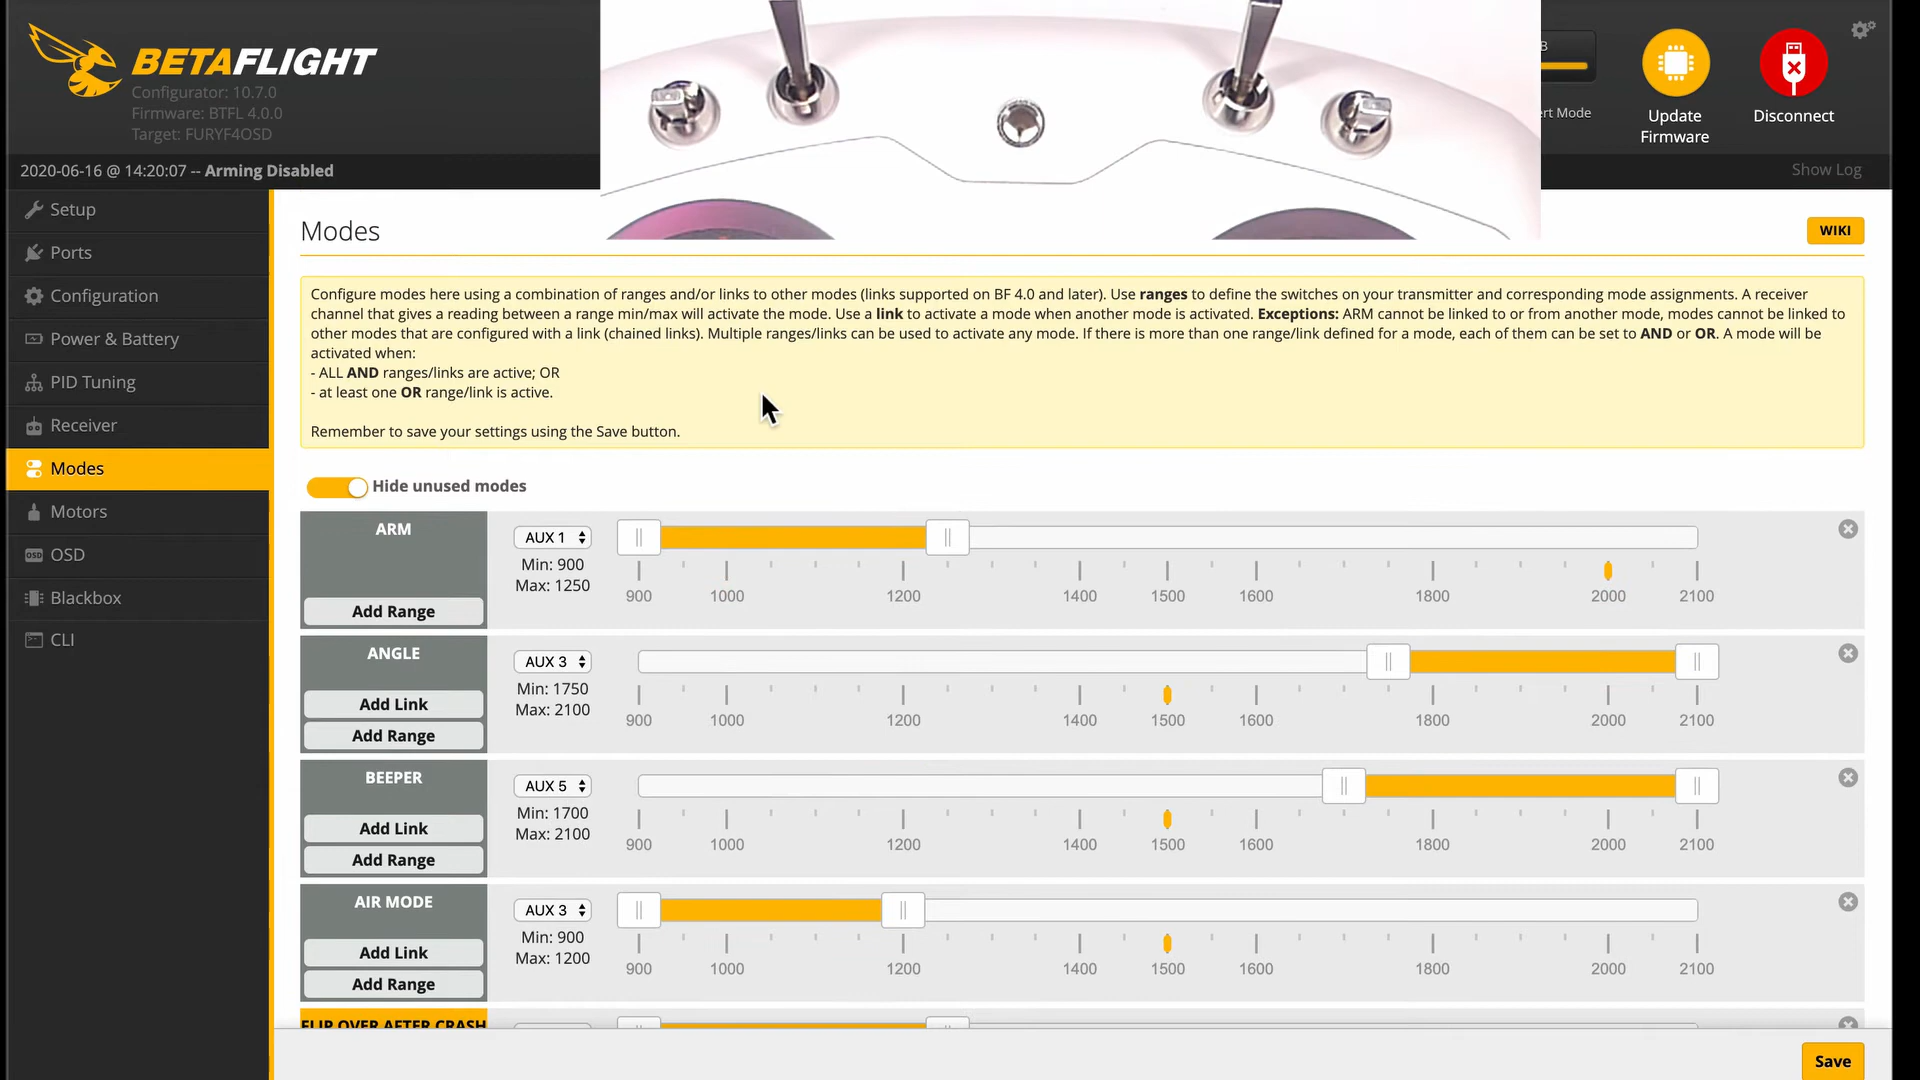 BETAFLIGHT
Configurator: 10.7.0
Firmware: BTFL 4.0.0
Target: FURYF4OSD
B
ert Mode
Update
Firmware
Disconnect
2020-06-16 @ 14:20:07 -- Arming Disabled
Show Log
Setup
Ports
Configuration
Power & Battery
PID Tuning
Receiver
Modes
Motors
OSD
OSD
Blackbox
CLI
Modes
WIKI
Configure modes here using a combination of ranges and/or links to other modes (links supported on BF 4.0 and later). Use ranges to define the switches on your transmitter and corresponding mode assignments. A receiver
channel that gives a reading between a range min/max will activate the mode. Use a link to activate a mode when another mode is activated. Exceptions: ARM cannot be linked to or from another mode, modes cannot be linked to
other modes that are configured with a link (chained links). Multiple ranges/links can be used to activate any mode. If there is more than one range/link defined for a mode, each of them can be set to AND or OR. A mode will be
activated when:
- ALL AND ranges/links are active; OR
- at least one OR range/link is active.
Remember to save your settings using the Save button.
Hide unused modes
ARM
Add Range
AUX 1
Min: 900
Max: 1250
900 1000 1200 1400 1500 1600 1800 2000 2100
ANGLE
Add Link
Add Range
AUX 3
Min: 1750
Max: 2100
900 1000 1200 1400 1500 1600 1800 2000 2100
BEEPER
Add Link
Add Range
AUX 5
Min: 1700
Max: 2100
900 1000 1200 1400 1500 1600 1800 2000 2100
AIR MODE
Add Link
Add Range
AUX 3
Min: 900
Max: 1200
900 1000 1200 1400 1500 1600 1800 2000 2100
FLIP OVER AFTER CRASH
Save